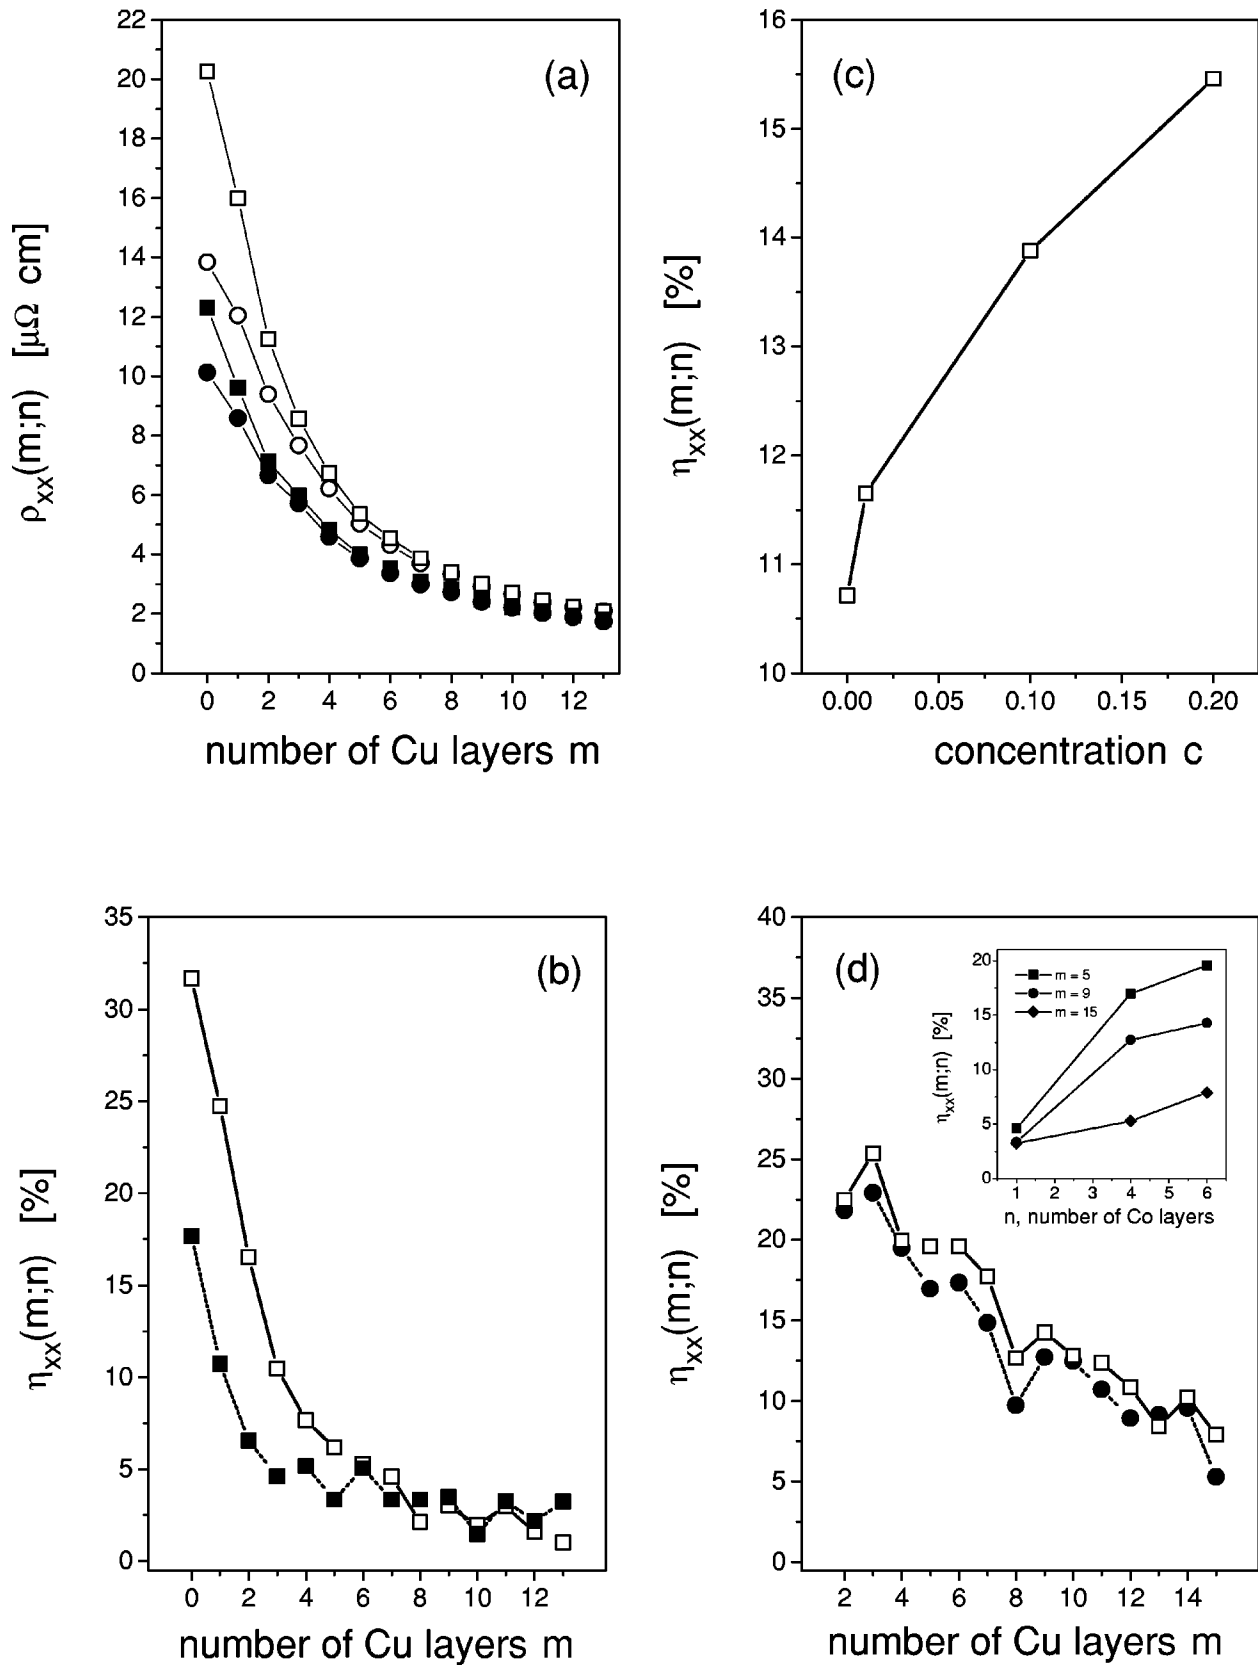 (a)
ρxx(m;n) [μΩ cm]
22
20
18
16
14
12
10
8
6
4
2
0
0 2 4 6 8 10 12
number of Cu layers m
(c)
ηxx(m;n) [%]
16
15
14
13
12
11
10
0.00 0.05 0.10 0.15 0.20
concentration c
(b)
ηxx(m;n) [%]
35
30
25
20
15
10
5
0
0 2 4 6 8 10 12
number of Cu layers m
(d)
ηxx(m;n) [%]
40
35
30
25
20
15
10
5
0
2 4 6 8 10 12 14
number of Cu layers m
ηxx(m;n) [%]
20
15
10
5
0
m = 5
m = 9
m = 15
1 2 3 4 5 6
n, number of Co layers